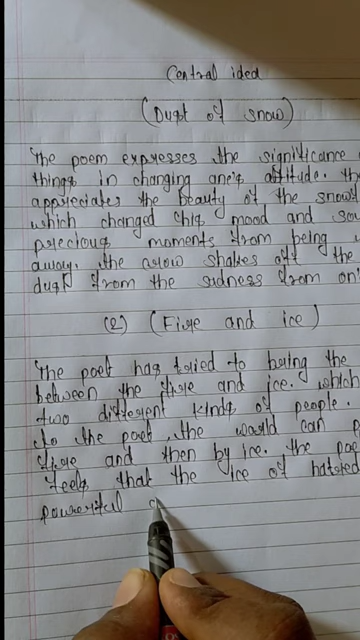 Central idea
(Dust of snow)
The poem expresses the significance
things in changing one's attitude. the
appreciates the beauty of the snow
which changed his mood and
precious moments from being
away. the crow shakes off the
dust from the sadness from on
(2) (Fire and ice)
The poet has tried to bring the
between the fire and ice. which
two different kinds of people.
to the poet, the world can
fire and then by ice. the poe
feels that the ice of hatred
powerful